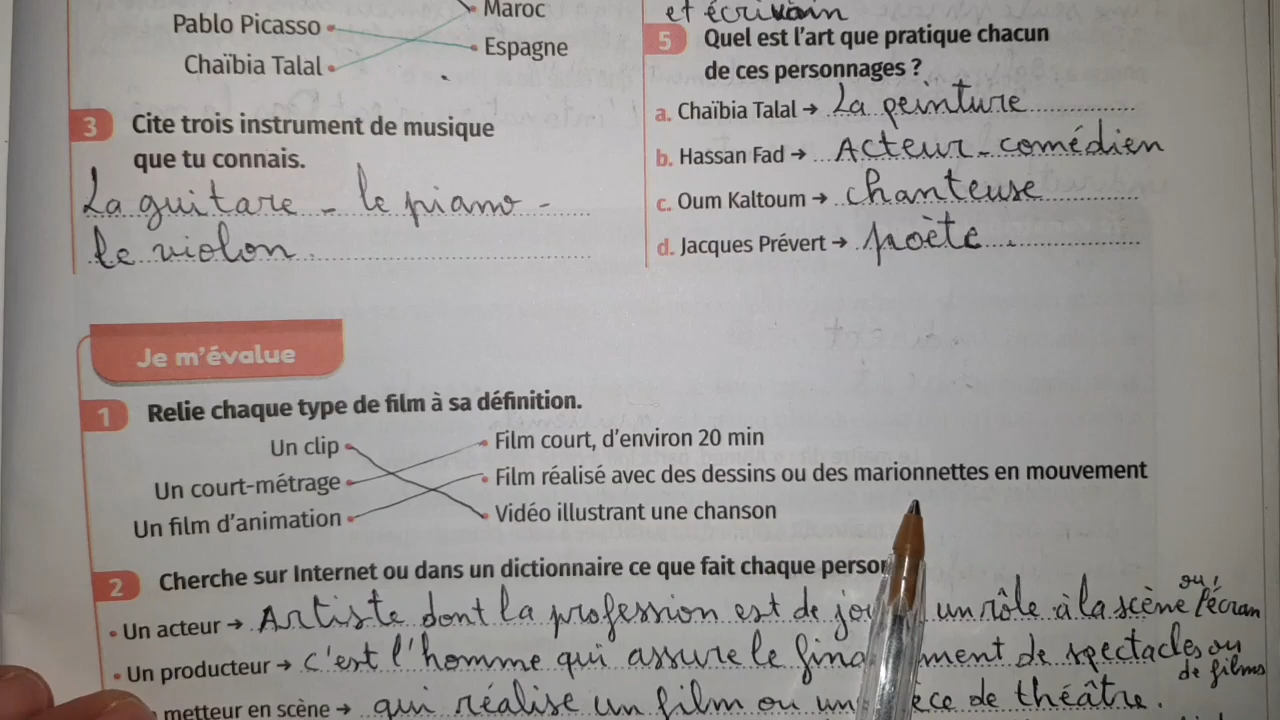 Maroc
Pablo Picasso
Espagne
Chaïbia Talal
3 Cite trois instrument de musique
que tu connais.
La guitare - le piano -
le violon.
et écrivain
5 Quel est l'art que pratique chacun
de ces personnages ?
a. Chaïbia Talal → La peinture
b. Hassan Fad → Acteur - comédien
c. Oum Kaltoum → chanteuse
d. Jacques Prévert → poète
Je m'évalue
1 Relie chaque type de film à sa définition.
Un clip
Film court, d'environ 20 min
Un court-métrage
Film réalisé avec des dessins ou des marionnettes en mouvement
Un film d'animation
Vidéo illustrant une chanson
2 Cherche sur Internet ou dans un dictionnaire ce que fait chaque
• Un acteur → Artiste dont la profession est de un rôle à la scène ou l'écran
• Un producteur → c'est l'homme qui assure le de spectacles ou
de films
metteur en scène → qui réalise un film ou de théâtre.